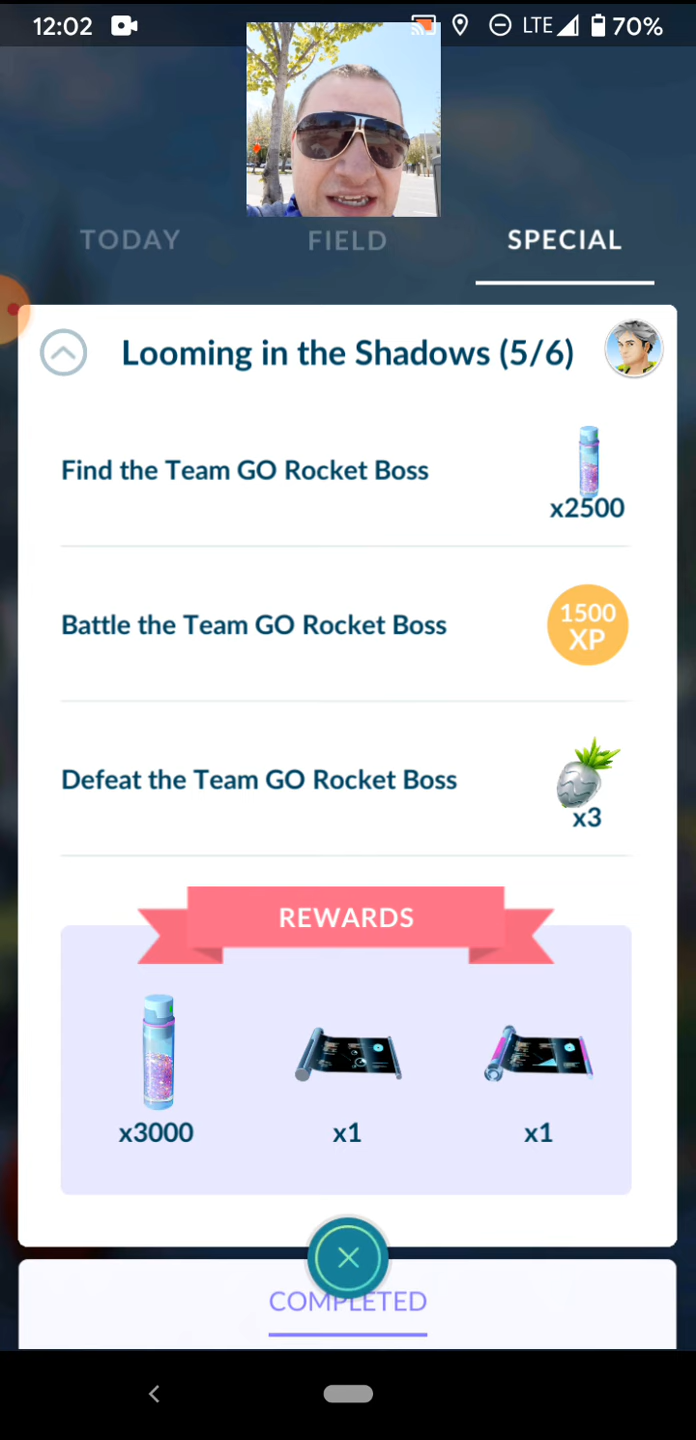 12:02 LTE 70%
TODAY FIELD SPECIAL
Looming in the Shadows (5/6)
Find the Team GO Rocket Boss
x2500
Battle the Team GO Rocket Boss
1500
XP
Defeat the Team GO Rocket Boss
x3
REWARDS
x3000 x1 x1
COMPLETED